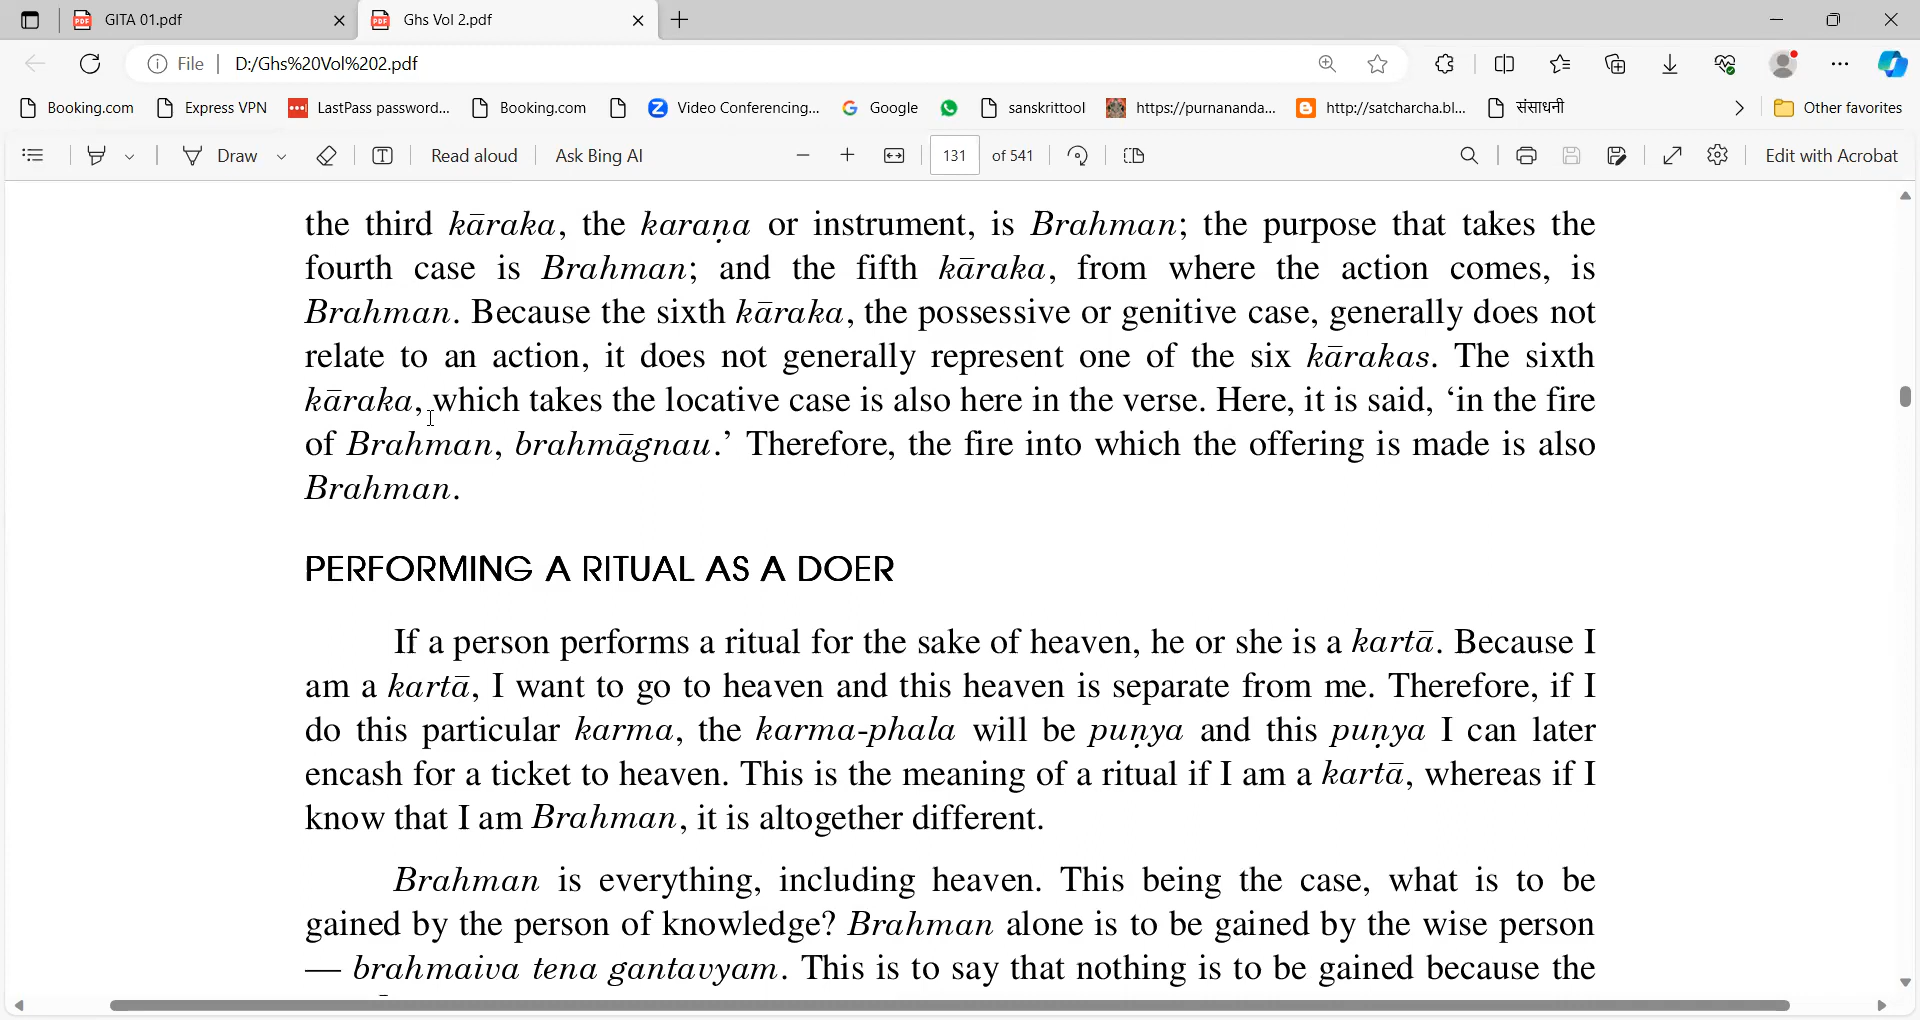 GITA 01.pdf
Ghs Vol 2.pdf
File | D:/Ghs%20Vol%202.pdf
Booking.com Express VPN LastPass password... Booking.com Video Conferencing... Google sanskrittool https://purnananda... http://satcharcha.bl... संसाधनी Other favorites
Draw Read aloud Ask Bing AI 131 of 541 Edit with Acrobat
the third kāraka, the karaṇa or instrument, is Brahman; the purpose that takes the
fourth case is Brahman; and the fifth kāraka, from where the action comes, is
Brahman. Because the sixth kāraka, the possessive or genitive case, generally does not
relate to an action, it does not generally represent one of the six kārakas. The sixth
kāraka, which takes the locative case is also here in the verse. Here, it is said, ‘in the fire
of Brahman, brahmāgnau.’ Therefore, the fire into which the offering is made is also
Brahman.
PERFORMING A RITUAL AS A DOER
If a person performs a ritual for the sake of heaven, he or she is a kartā. Because I
am a kartā, I want to go to heaven and this heaven is separate from me. Therefore, if I
do this particular karma, the karma-phala will be puṇya and this puṇya I can later
encash for a ticket to heaven. This is the meaning of a ritual if I am a kartā, whereas if I
know that I am Brahman, it is altogether different.
Brahman is everything, including heaven. This being the case, what is to be
gained by the person of knowledge? Brahman alone is to be gained by the wise person
— brahmaiva tena gantavyam. This is to say that nothing is to be gained because the